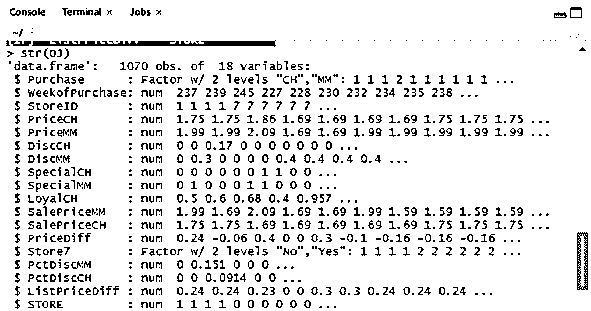 Console Terminal × Jobs ×
~/
ListPriceDiff STORE
> str(OJ)
'data.frame': 1070 obs. of 18 variables:
$ Purchase : Factor w/ 2 levels "CH","MM": 1 1 1 2 1 1 1 1 1 1 ...
$ WeekofPurchase: num 237 239 245 227 228 230 232 234 235 238 ...
$ StoreID : num 1 1 1 1 7 7 7 7 7 7 ...
$ PriceCH : num 1.75 1.75 1.86 1.69 1.69 1.69 1.69 1.75 1.75 1.75 ...
$ PriceMM : num 1.99 1.99 2.09 1.69 1.69 1.99 1.99 1.99 1.99 1.99 ...
$ DiscCH : num 0 0 0.17 0 0 0 0 0 0 0 ...
$ DiscMM : num 0 0.3 0 0 0 0 0.4 0.4 0.4 0.4 ...
$ SpecialCH : num 0 0 0 0 0 0 1 1 0 0 ...
$ SpecialMM : num 0 1 0 0 0 1 1 0 0 0 ...
$ LoyalCH : num 0.5 0.6 0.68 0.4 0.957 ...
$ SalePriceMM : num 1.99 1.69 2.09 1.69 1.69 1.99 1.59 1.59 1.59 1.59 ...
$ SalePriceCH : num 1.75 1.75 1.69 1.69 1.69 1.69 1.69 1.75 1.75 1.75 ...
$ PriceDiff : num 0.24 -0.06 0.4 0 0 0.3 -0.1 -0.16 -0.16 -0.16 ...
$ Store7 : Factor w/ 2 levels "No","Yes": 1 1 1 1 2 2 2 2 2 2 ...
$ PctDiscMM : num 0 0.151 0 0 0 ...
$ PctDiscCH : num 0 0 0.0914 0 0 ...
$ ListPriceDiff : num 0.24 0.24 0.23 0 0 0.3 0.3 0.24 0.24 0.24 ...
$ STORE : num 1 1 1 1 0 0 0 0 0 0 ...